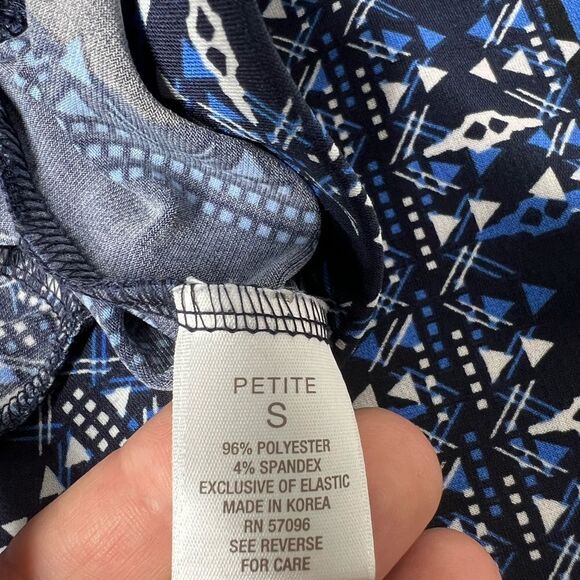 PETITE
S
96% POLYESTER
4% SPANDEX
EXCLUSIVE OF ELASTIC
MADE IN KOREA
RN 57096
SEE REVERSE
FOR CARE